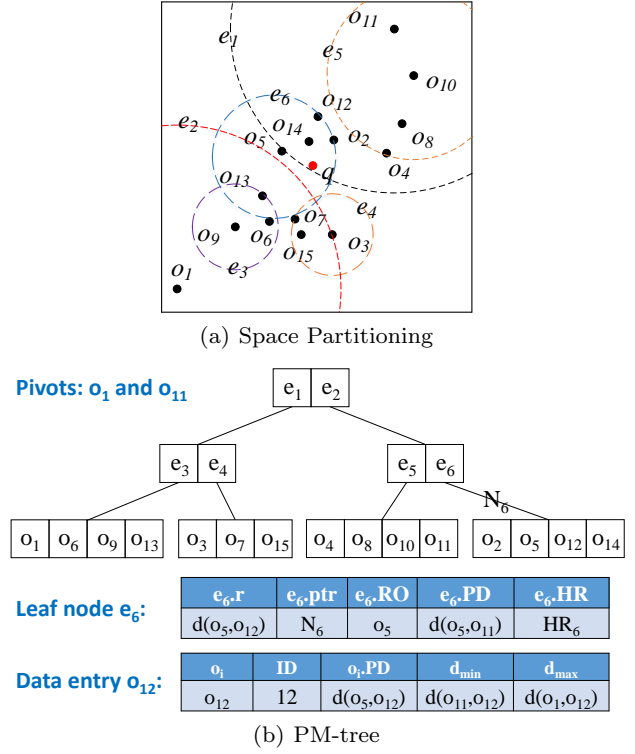 o11
e1
e5
o10
e6
o12
e2
o14
o2
o8
o5
o4
q
o13
o7
e4
o9
o6
o3
o15
e3
o1
(a) Space Partitioning
Pivots: o1 and o11
e1 e2
e3 e4 e5 e6
N6
o1 o6 o9 o13 o3 o7 o15 o4 o8 o10 o11 o2 o5 o12 o14
e6.r e6.ptr e6.RO e6.PD e6.HR
Leaf node e6: d(o5,o12) N6 o5 d(o5,o11) HR6
oi ID oi.PD dmin dmax
Data entry o12: o12 12 d(o5,o12) d(o11,o12) d(o1,o12)
(b) PM-tree